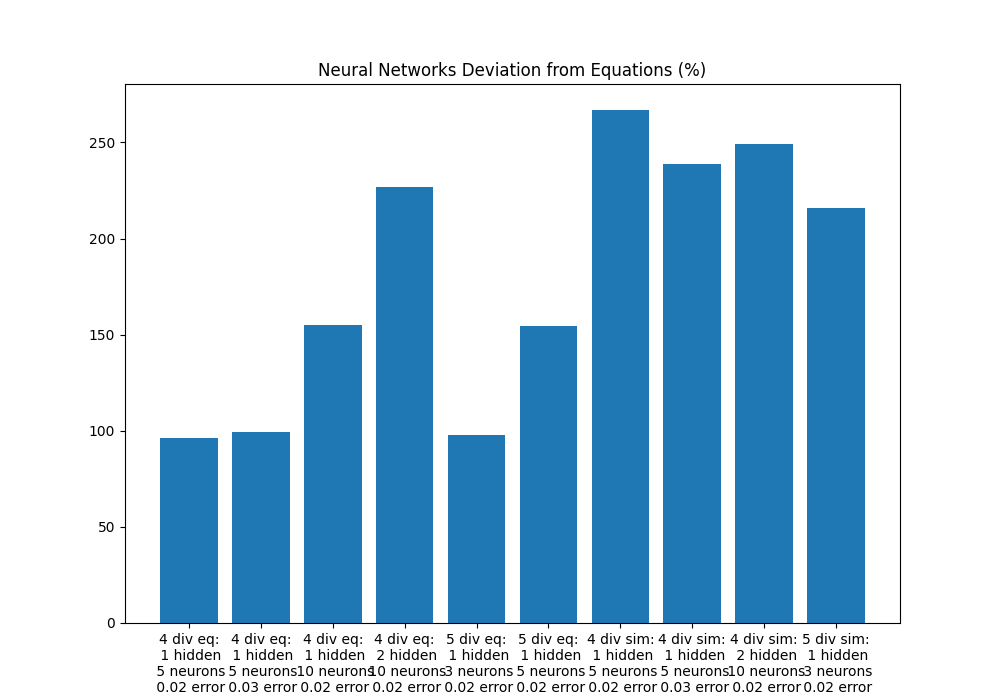 Neural Networks Deviation from Equations (%)
250
200
150
100
50
0
4 div eq:
1 hidden
5 neurons
0.02 error
4 div eq:
1 hidden
5 neurons
0.03 error
4 div eq:
1 hidden
10 neurons
0.02 error
4 div eq:
2 hidden
10 neurons
0.02 error
5 div eq:
1 hidden
3 neurons
0.02 error
5 div eq:
1 hidden
5 neurons
0.02 error
4 div sim:
1 hidden
5 neurons
0.02 error
4 div sim:
1 hidden
5 neurons
0.03 error
4 div sim:
2 hidden
10 neurons
0.02 error
5 div sim:
1 hidden
3 neurons
0.02 error